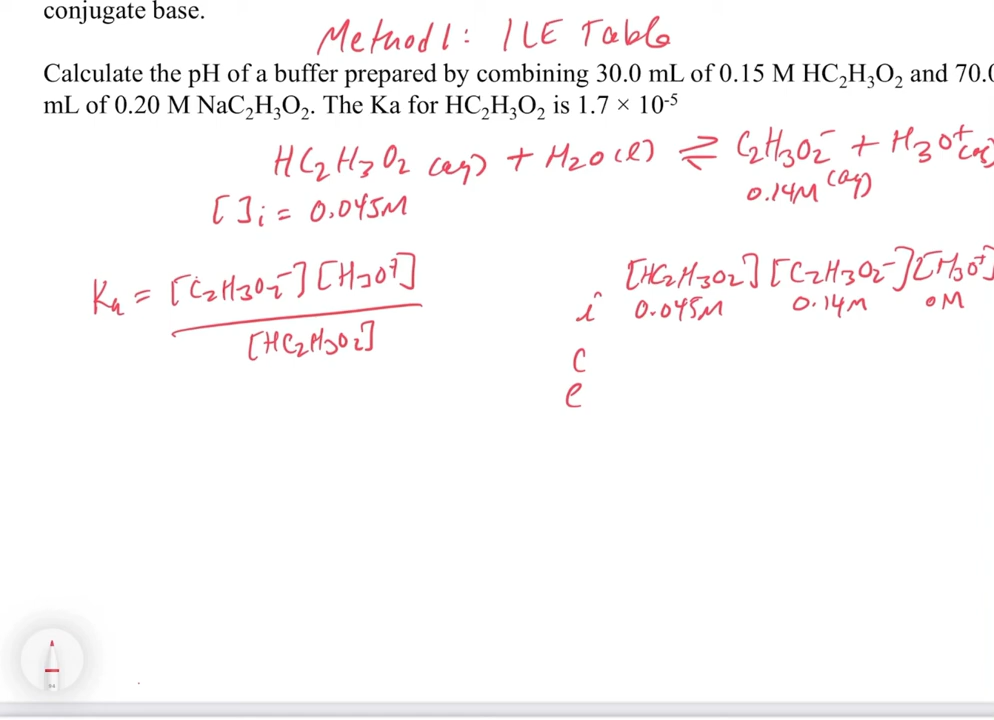 conjugate base.
Method 1: ICE Table
Calculate the pH of a buffer prepared by combining 30.0 mL of 0.15 M HC₂H₃O₂ and 70.0
mL of 0.20 M NaC₂H₃O₂. The Ka for HC₂H₃O₂ is 1.7 × 10⁻⁵
HC₂H₃O₂ (aq) + H₂O (l) ⇌ C₂H₃O₂⁻ (aq) + H₃O⁺ (aq)
[ ]i = 0.045M 0.14M
Ka = [C₂H₃O₂⁻][H₃O⁺]
[HC₂H₃O₂]
[HC₂H₃O₂] [C₂H₃O₂⁻] [H₃O⁺]
i 0.045M 0.14M 0M
C
e